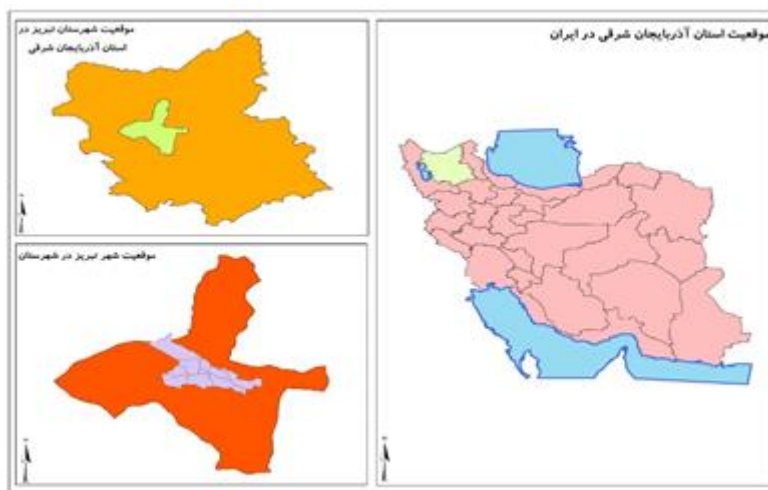 موقعیت استان آذربایجان شرقی در ایران
موقعیت شهرستان تبریز در
استان آذربایجان شرقی
موقعیت شهر تبریز در شهرستان